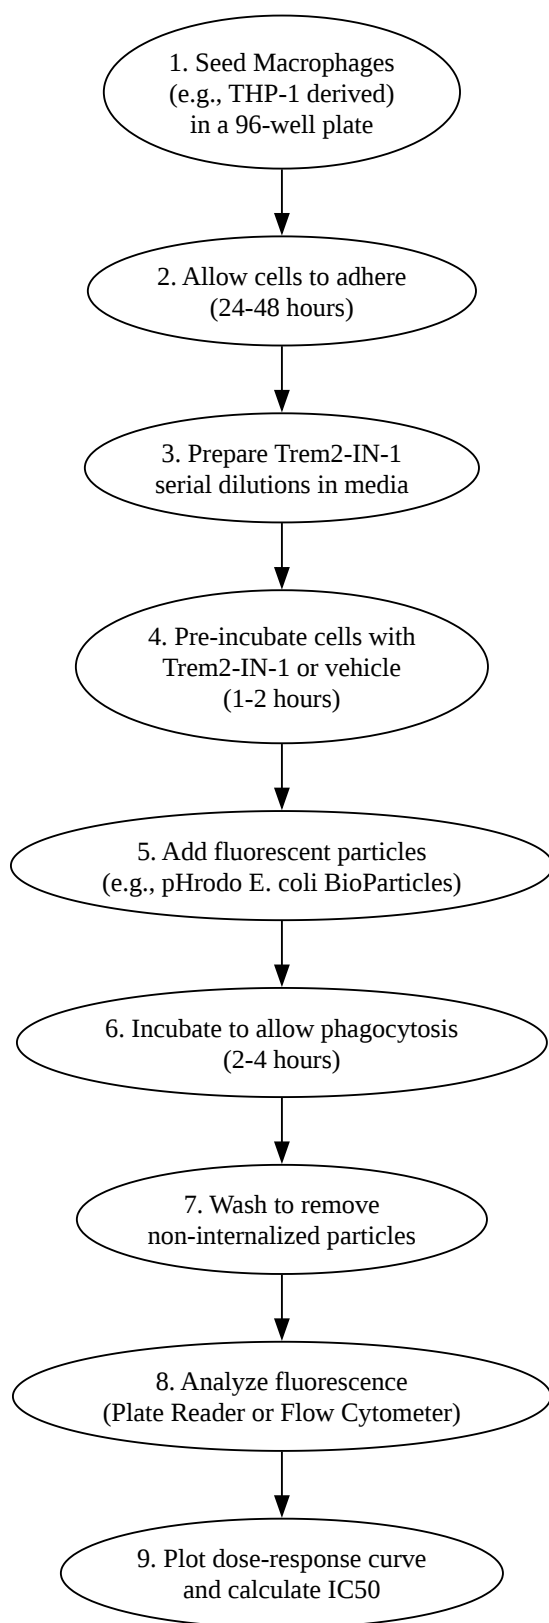 1. Seed Macrophages
(e.g., THP-1 derived)
in a 96-well plate
2. Allow cells to adhere
(24-48 hours)
3. Prepare Trem2-IN-1
serial dilutions in media
4. Pre-incubate cells with
Trem2-IN-1 or vehicle
(1-2 hours)
5. Add fluorescent particles
(e.g., pHrodo E. coli BioParticles)
6. Incubate to allow phagocytosis
(2-4 hours)
7. Wash to remove
non-internalized particles
8. Analyze fluorescence
(Plate Reader or Flow Cytometer)
9. Plot dose-response curve
and calculate IC50